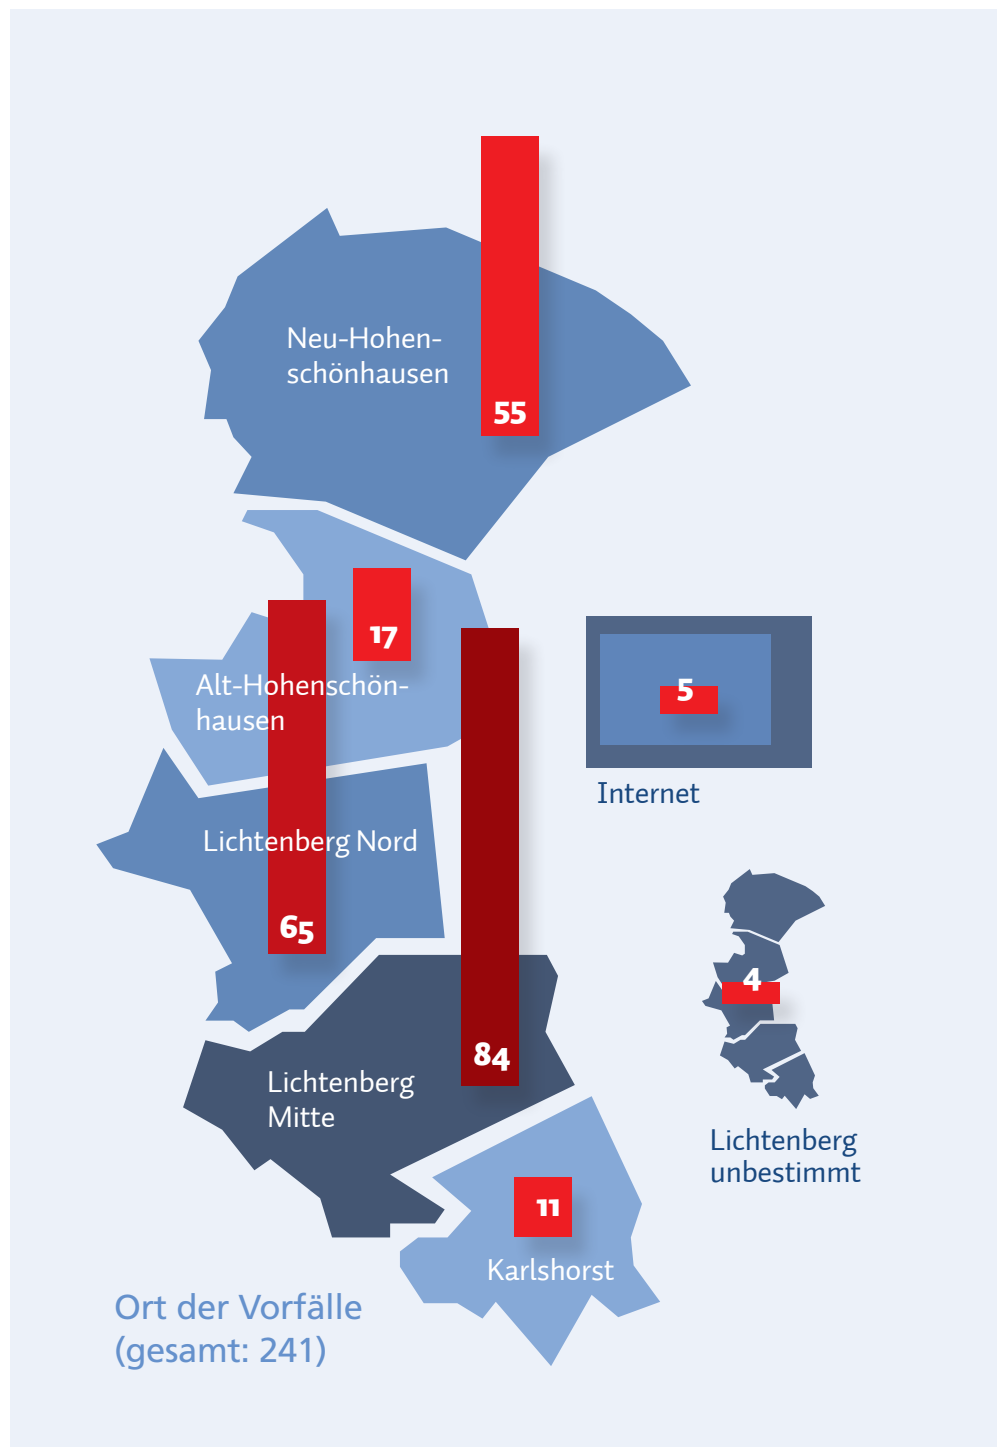 Neu-Hohen-
schönhausen
55
17
Alt-Hohenschön-
hausen
5
Internet
Lichtenberg Nord
65
4
84
Lichtenberg
Mitte
Lichtenberg
unbestimmt
11
Karlshorst
Ort der Vorfälle
(gesamt: 241)